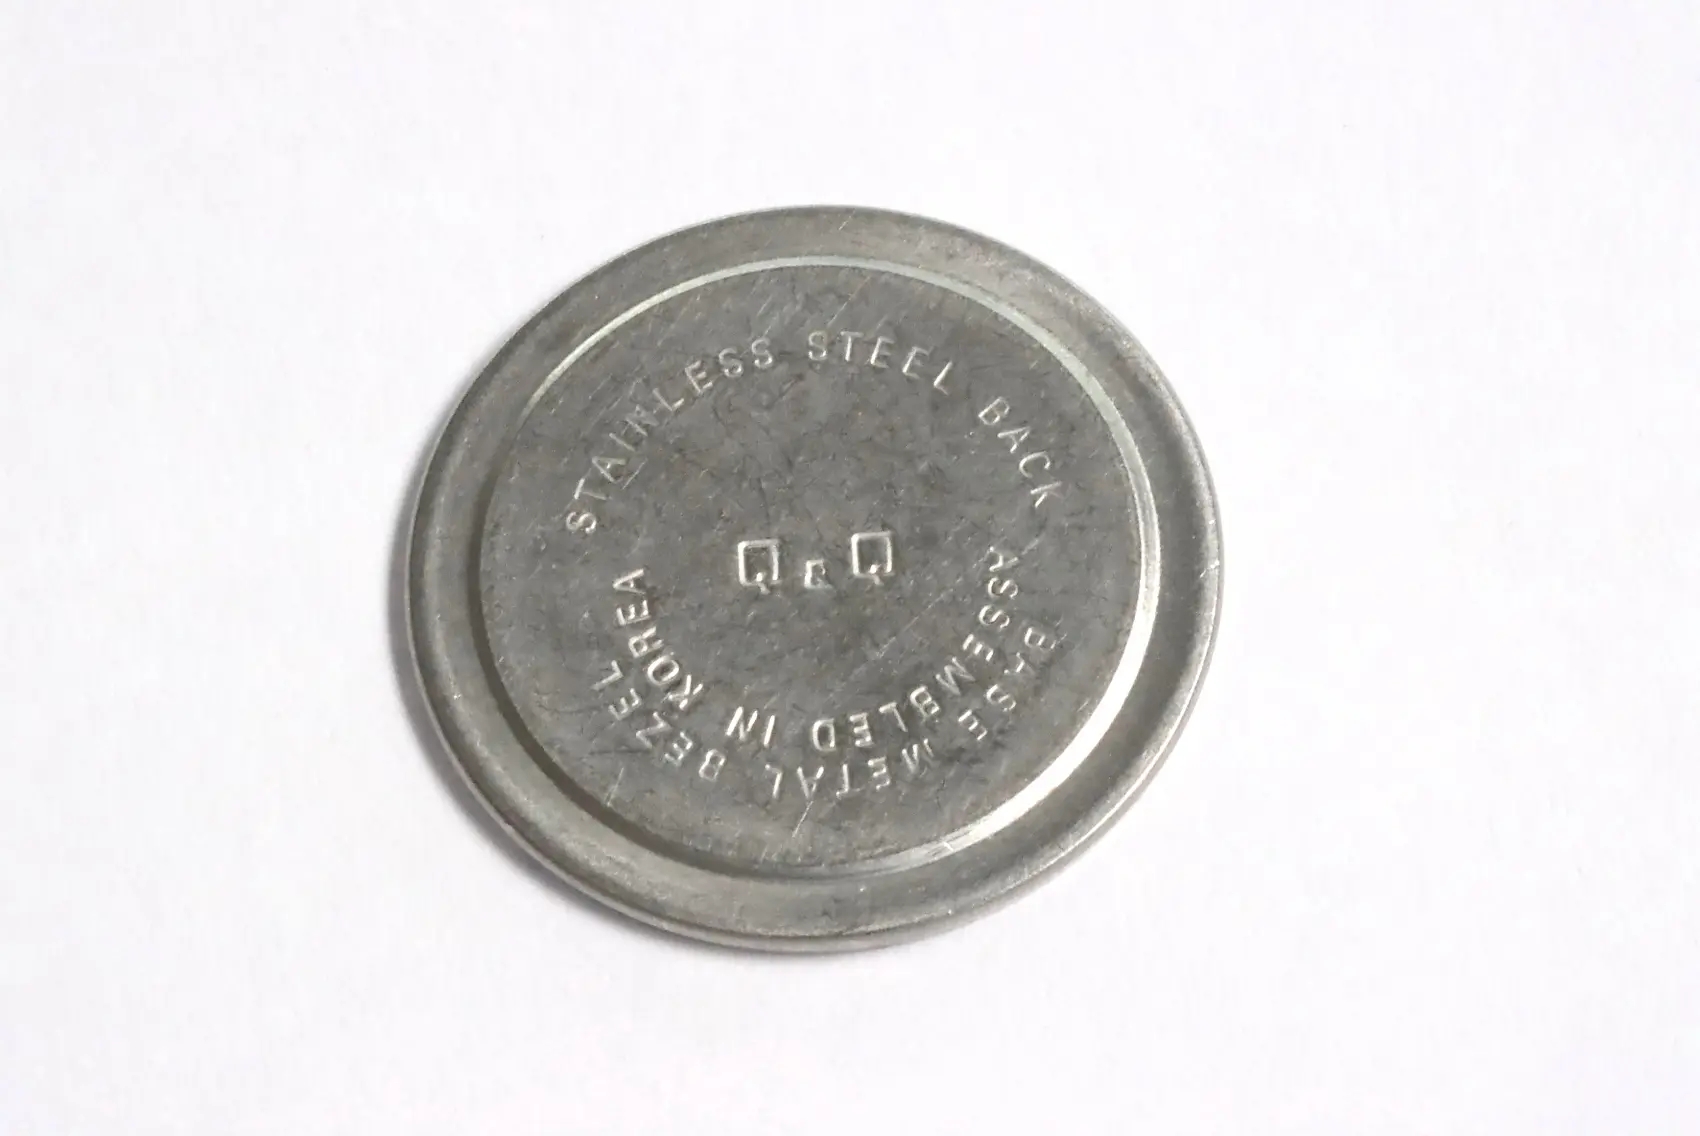 STAINLESS STEEL BACK
Q&Q
ASSEMBLED IN KOREA
BASE METAL BEZEL